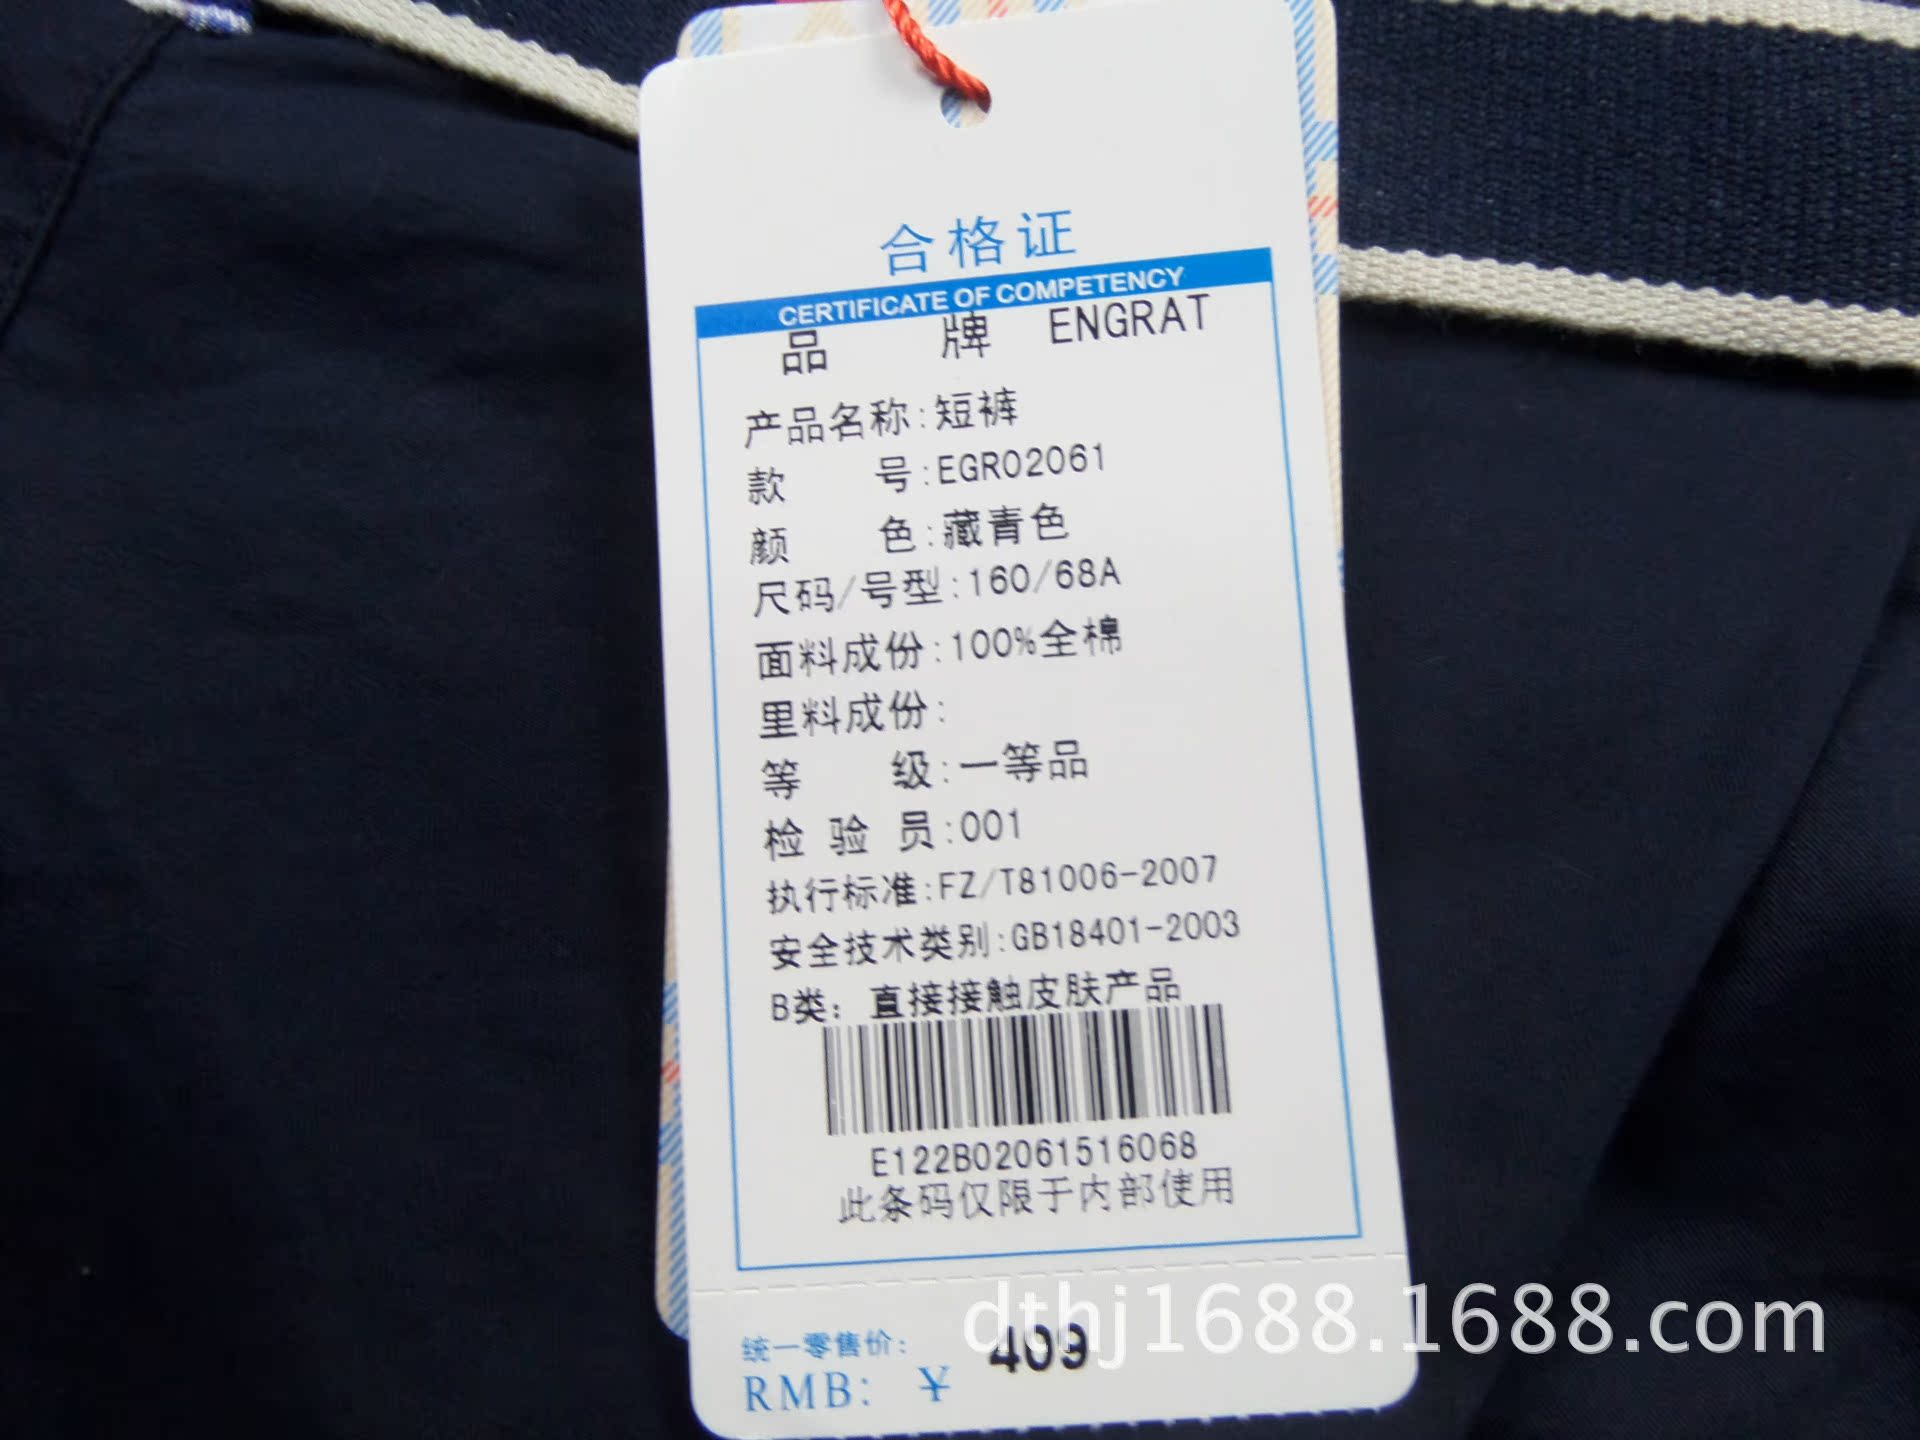 合格证
CERTIFICATE OF COMPETENCY
品 牌 ENGRAT
产品名称:短裤
款 号:EGR02061
颜 色:藏青色
尺码/号型:160/68A
面料成份:100%全棉
里料成份:
等 级:一等品
检 验 员:001
执行标准:FZ/T81006-2007
安全技术类别:GB18401-2003
B类: 直接接触皮肤产品
E122B02061516068
此条码仅限于内部使用
统一零售价:
RMB: ¥ 409
dthj1688.1688.com